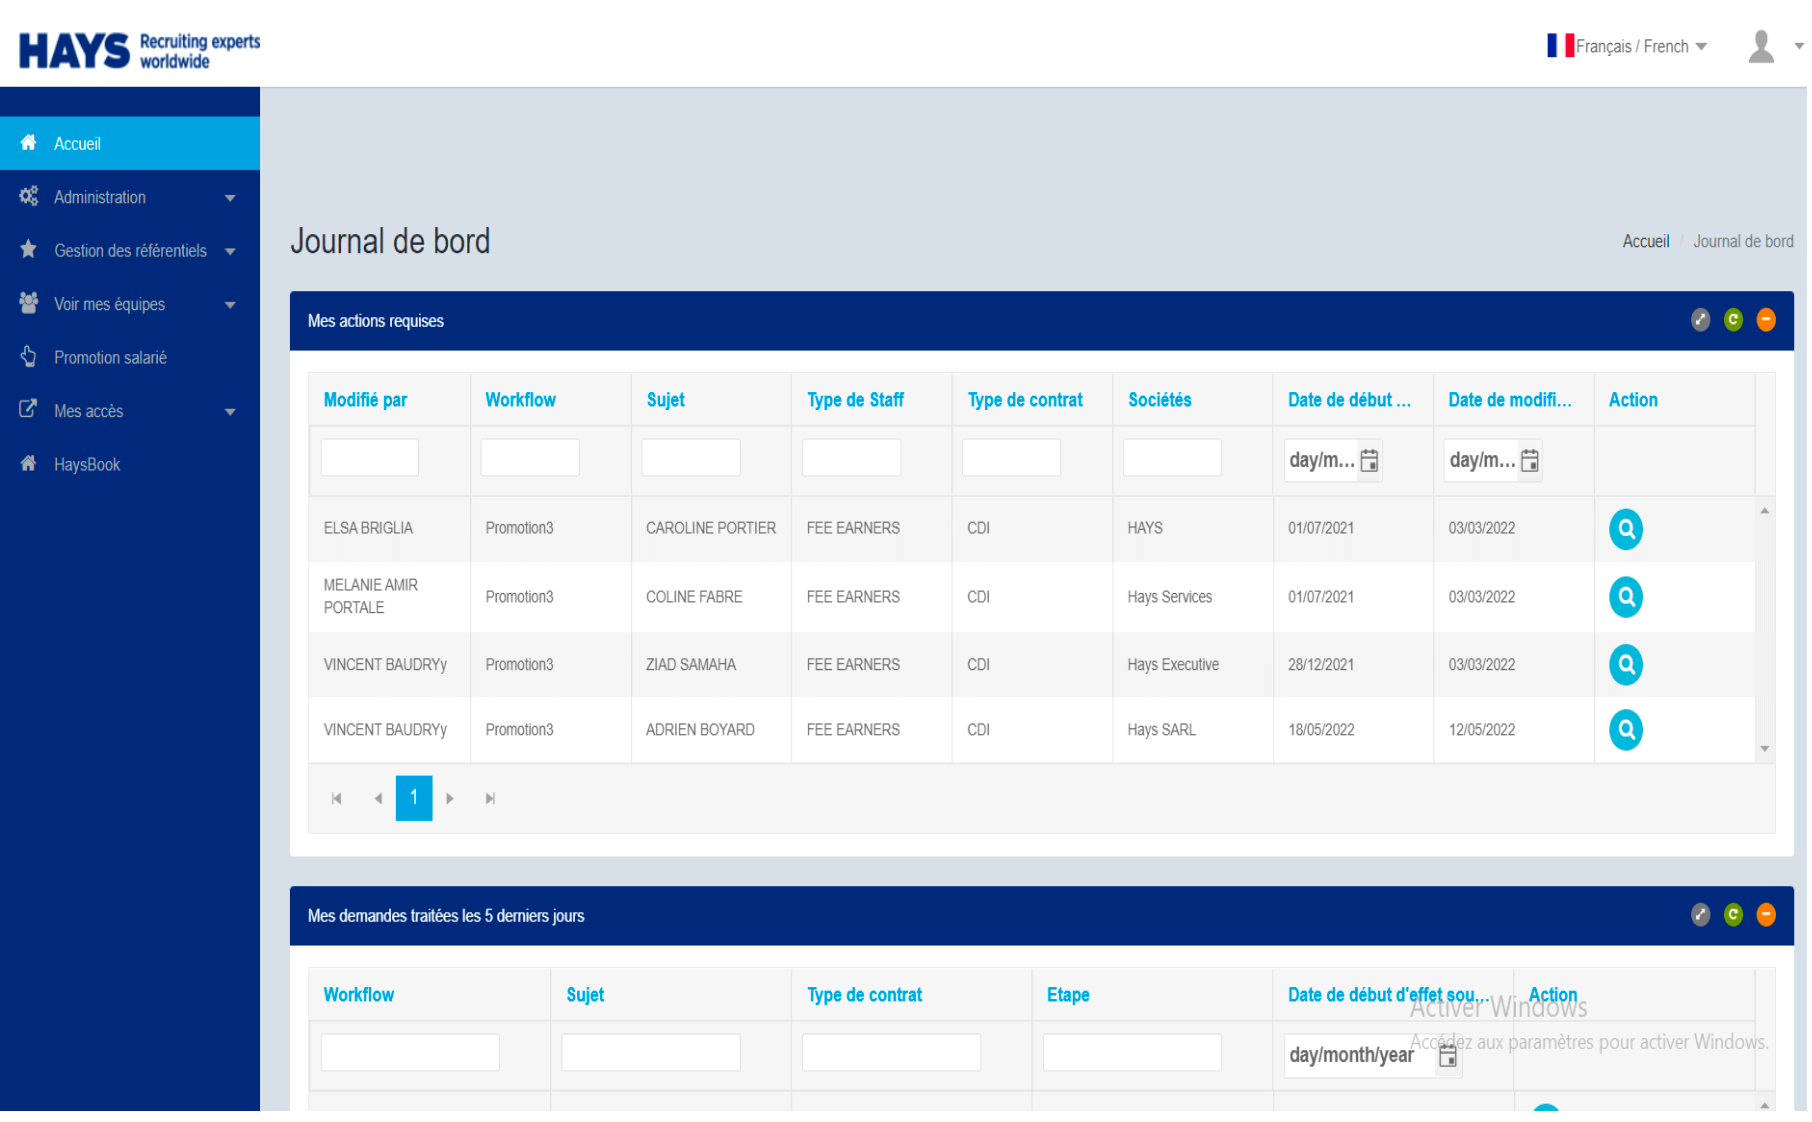 HAYS Recruiting experts worldwide
Français / French
Accueil
Administration
Gestion des référentiels
Voir mes équipes
Promotion salarié
Mes accès
HaysBook
Journal de bord
Accueil / Journal de bord
Mes actions requises
Modifié par Workflow Sujet Type de Staff Type de contrat Sociétés Date de début ... Date de modifi... Action
day/m... day/m...
ELSA BRIGLIA Promotion3 CAROLINE PORTIER FEE EARNERS CDI HAYS 01/07/2021 03/03/2022
MELANIE AMIR PORTALE Promotion3 COLINE FABRE FEE EARNERS CDI Hays Services 01/07/2021 03/03/2022
VINCENT BAUDRYy Promotion3 ZIAD SAMAHA FEE EARNERS CDI Hays Executive 28/12/2021 03/03/2022
VINCENT BAUDRYy Promotion3 ADRIEN BOYARD FEE EARNERS CDI Hays SARL 18/05/2022 12/05/2022
1
Mes demandes traitées les 5 derniers jours
Workflow Sujet Type de contrat Etape Date de début d'effet sou... Action
day/month/year
Activer Windows
Accédez aux paramètres pour activer Windows.